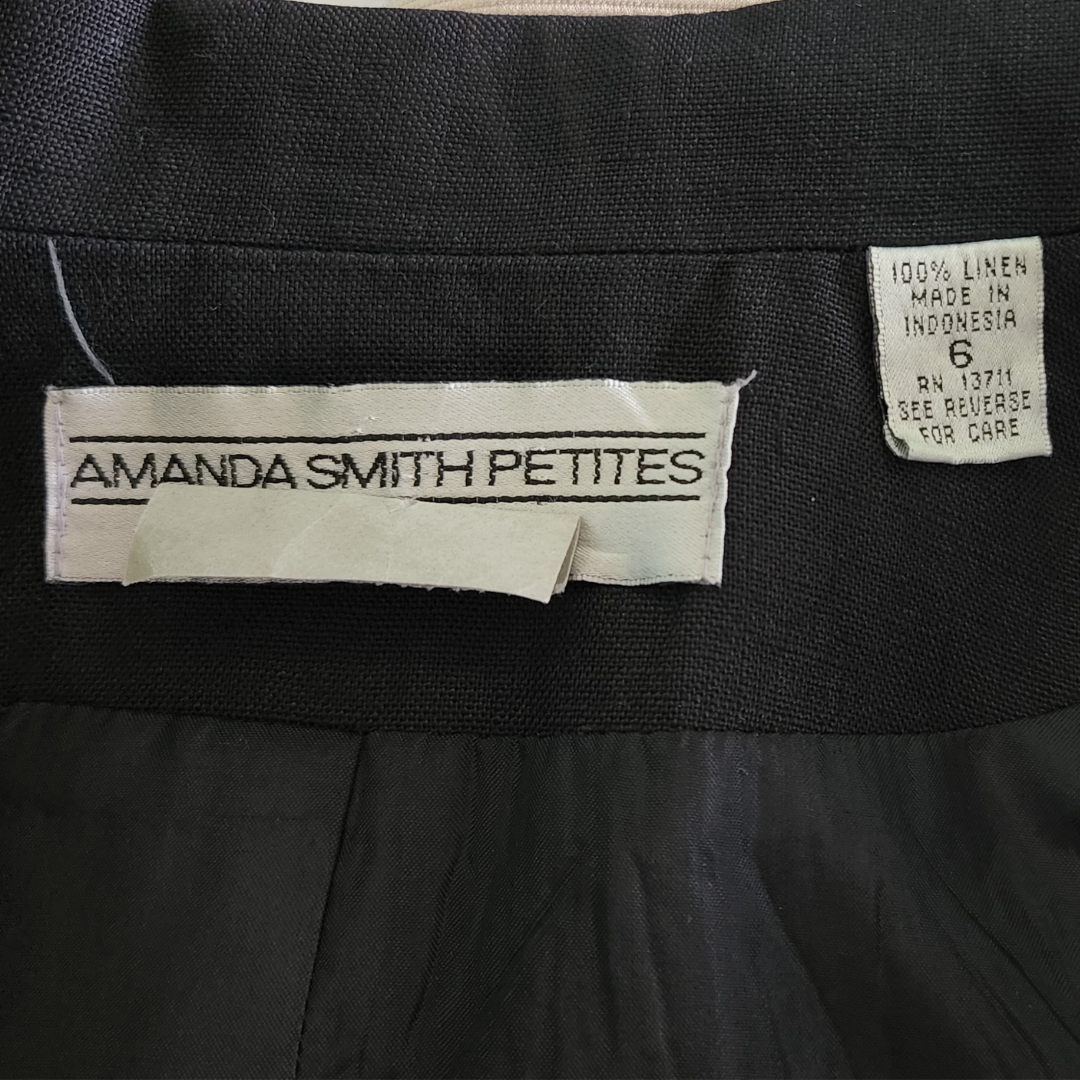 AMANDA SMITH PETITES
100% LINEN
MADE IN
INDONESIA
6
RN 13711
SEE REVERSE
FOR CARE